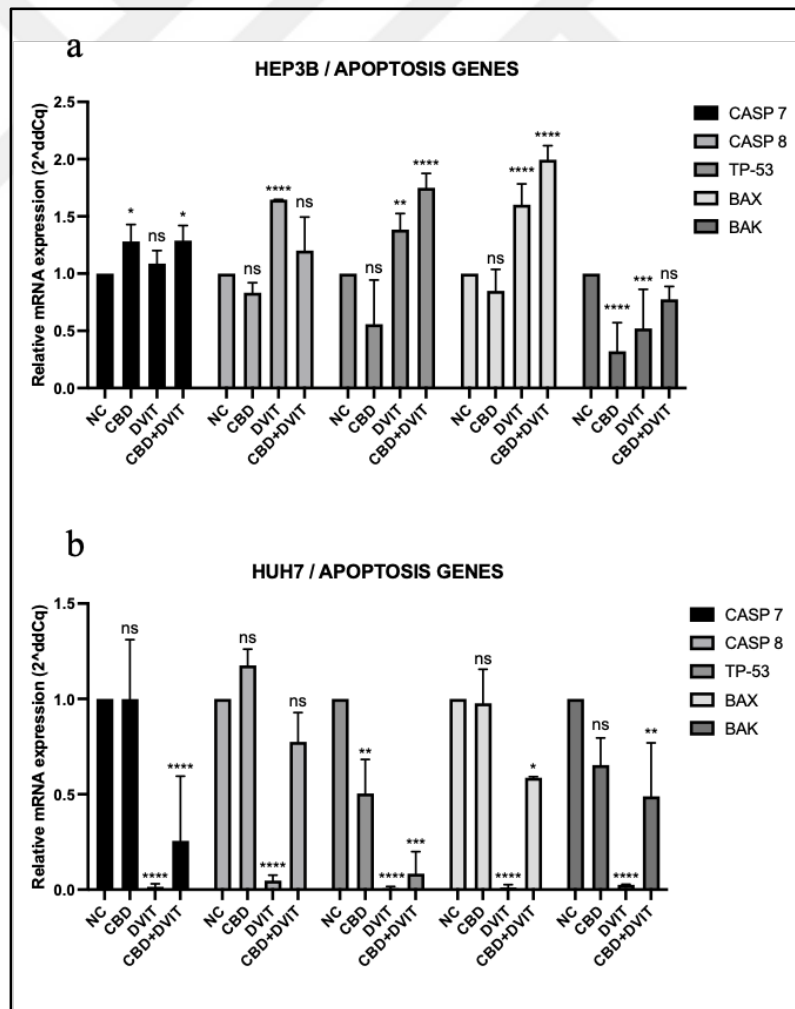 a
HEP3B / APOPTOSIS GENES
Relative mRNA expression (2^ddCq)
2.5
2.0
1.5
1.0
0.5
0.0
* ns *
ns **** ns
ns ** ****
ns **** ****
**** *** ns
NC CBD DVIT CBD+DVIT NC CBD DVIT CBD+DVIT NC CBD DVIT CBD+DVIT NC CBD DVIT CBD+DVIT NC CBD DVIT CBD+DVIT
CASP 7
CASP 8
TP-53
BAX
BAK
b
HUH7 / APOPTOSIS GENES
Relative mRNA expression (2^ddCq)
1.5
1.0
0.5
0.0
ns **** ****
ns **** ns
** **** ***
ns **** *
ns **** **
NC CBD DVIT CBD+DVIT NC CBD DVIT CBD+DVIT NC CBD DVIT CBD+DVIT NC CBD DVIT CBD+DVIT NC CBD DVIT CBD+DVIT
CASP 7
CASP 8
TP-53
BAX
BAK